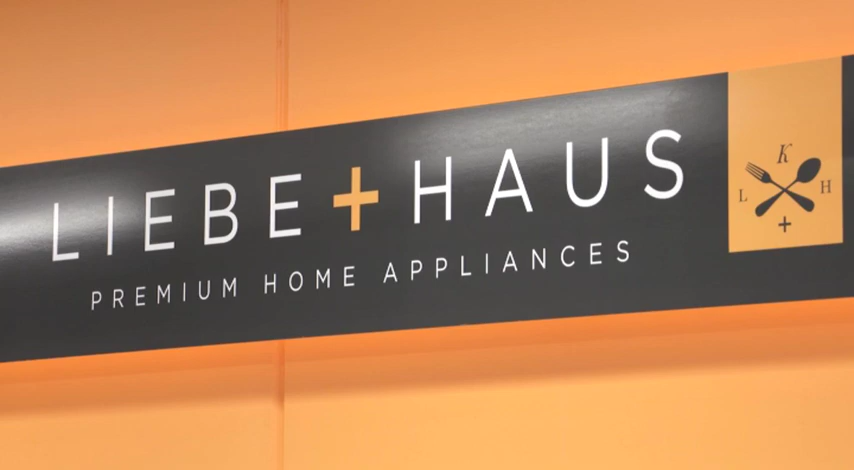 LIEBE+HAUS
PREMIUM HOME APPLIANCES
K
L H
+